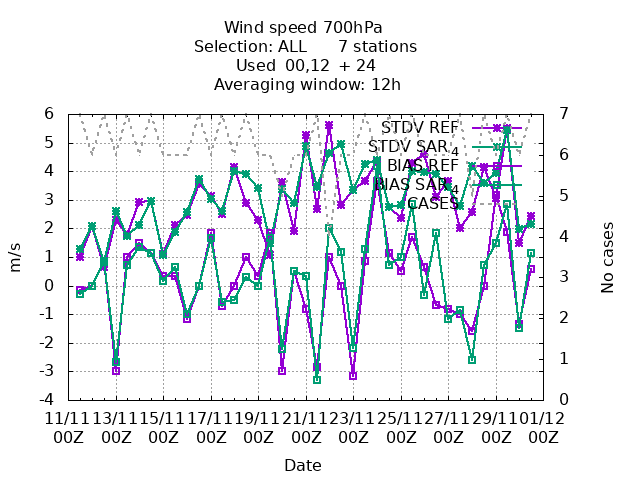 Wind speed 700hPa
Selection: ALL 7 stations
Used 00,12 + 24
Averaging window: 12h
6 7
5 6
4 5
3 4
2 3
1 2
0 1
-1 0
-2
-3
-4
m/s
No cases
STDV REF
STDV SAR_4
BIAS REF
BIAS SAR_4
CASES
11/11 13/11 15/11 17/11 19/11 21/11 23/11 25/11 27/11 29/11 01/12
00Z 00Z 00Z 00Z 00Z 00Z 00Z 00Z 00Z 00Z 00Z
Date